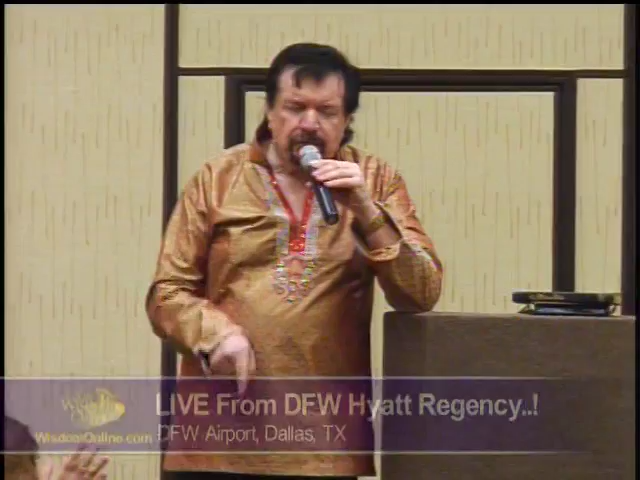 LIVE From DFW Hyatt Regency..!
WisdomOnline.com
DFW Airport, Dallas, TX